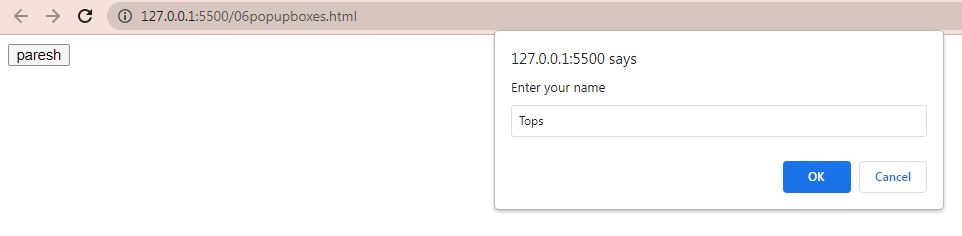 127.0.0.1:5500/06popupboxes.html
paresh
127.0.0.1:5500 says
Enter your name
Tops
OK Cancel